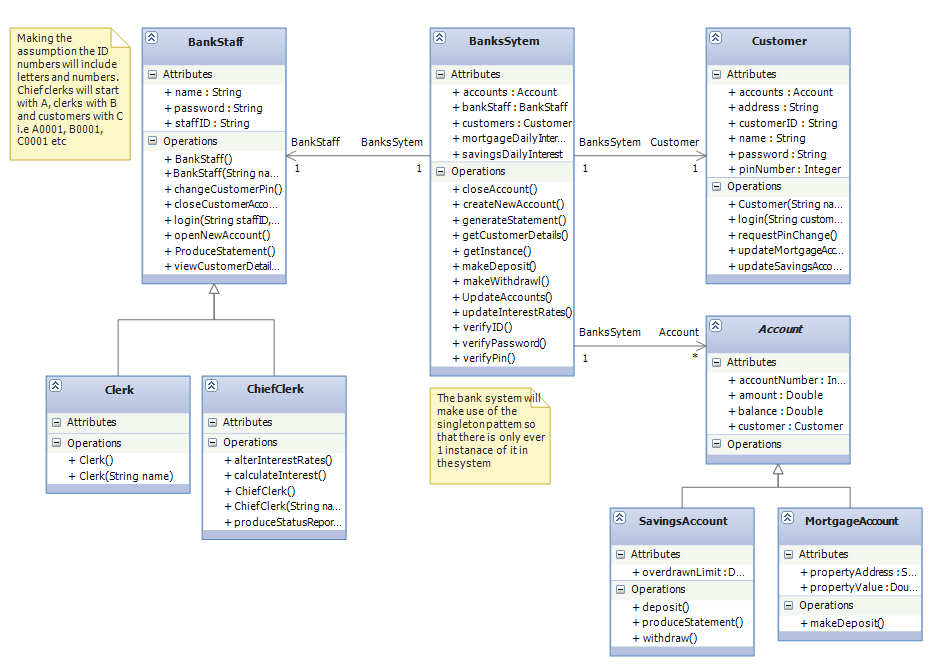 Making the
assumption the ID
numbers will include
letters and numbers.
Chief clerks will start
with A, clerks with B
and customers with C
i.e A0001, B0001,
C0001 etc
BankStaff
Attributes
+ name : String
+ password : String
+ staffID : String
Operations
+ BankStaff()
+ BankStaff(String na...
+ changeCustomerPin()
+ closeCustomerAcco...
+ login(String staffID,...
+ openNewAccount()
+ ProduceStatement()
+ viewCustomerDetail...
BankStaff BanksSytem
1 1
BanksSytem
Attributes
+ accounts : Account
+ bankStaff : BankStaff
+ customers : Customer
+ mortgageDailyInter...
+ savingsDailyInterest
Operations
+ closeAccount()
+ createNewAccount()
+ generateStatement()
+ getCustomerDetails()
+ getInstance()
+ makeDeposit()
+ makeWithdrawl()
+ UpdateAccounts()
+ updateInterestRates()
+ verifyID()
+ verifyPassword()
+ verifyPin()
BanksSytem Customer
1 1
Customer
Attributes
+ accounts : Account
+ address : String
+ customerID : String
+ name : String
+ password : String
+ pinNumber : Integer
Operations
+ Customer(String na...
+ login(String custom...
+ requestPinChange()
+ updateMortgageAcc...
+ updateSavingsAcco...
BanksSytem Account
1 *
Account
Attributes
+ accountNumber : In...
+ amount : Double
+ balance : Double
+ customer : Customer
Operations
Clerk
Attributes
Operations
+ Clerk()
+ Clerk(String name)
ChiefClerk
Attributes
Operations
+ alterInterestRates()
+ calculateInterest()
+ ChiefClerk()
+ ChiefClerk(String na...
+ produceStatusRepor...
The bank system will
make use of the
singleton pattern so
that there is only ever
1 instanace of it in
the system
SavingsAccount
Attributes
+ overdrawnLimit : D...
Operations
+ deposit()
+ produceStatement()
+ withdraw()
MortgageAccount
Attributes
+ propertyAddress : S...
+ propertyValue : Dou...
Operations
+ makeDeposit()